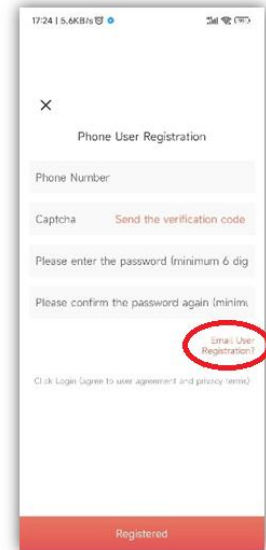 17:24 | 5.6KB/s
Phone User Registration
Phone Number
Captcha Send the verification code
Please enter the password (minimum 6 dig
Please confirm the password again (minimu
Email User
Registration?
Click Login (agree to user agreement and privacy terms)
Registered